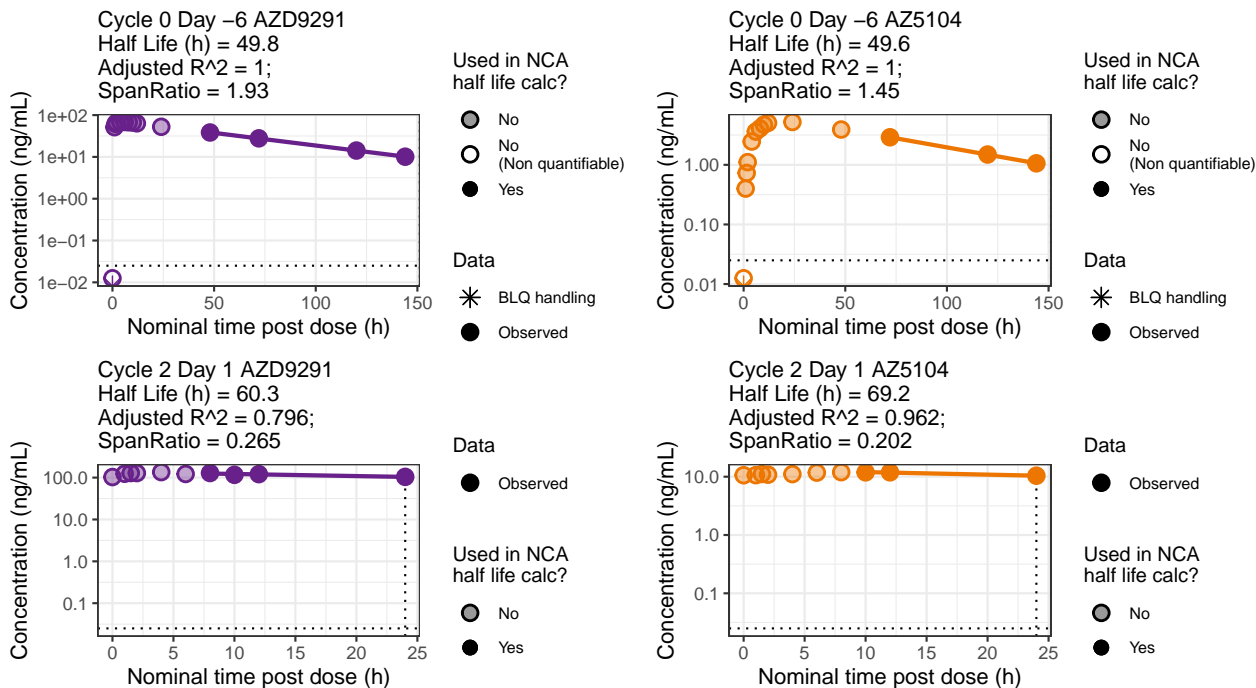 Cycle 0 Day −6 AZD9291
Half Life (h) = 49.8
Adjusted R^2 = 1;
SpanRatio = 1.93
Concentration (ng/mL)
1e+02
1e+01
1e+00
1e−01
1e−02
0
50
100
150
Nominal time post dose (h)
Used in NCA
half life calc?
No
No
(Non quantifiable)
Yes
Data
BLQ handling
Observed
Cycle 0 Day −6 AZ5104
Half Life (h) = 49.6
Adjusted R^2 = 1;
SpanRatio = 1.45
Concentration (ng/mL)
1.00
0.10
0.01
0
50
100
150
Nominal time post dose (h)
Used in NCA
half life calc?
No
No
(Non quantifiable)
Yes
Data
BLQ handling
Observed
Cycle 2 Day 1 AZD9291
Half Life (h) = 60.3
Adjusted R^2 = 0.796;
SpanRatio = 0.265
Concentration (ng/mL)
100.0
10.0
1.0
0.1
0
5
10
15
20
25
Nominal time post dose (h)
Data
Observed
Used in NCA
half life calc?
No
Yes
Cycle 2 Day 1 AZ5104
Half Life (h) = 69.2
Adjusted R^2 = 0.962;
SpanRatio = 0.202
Concentration (ng/mL)
10.0
1.0
0.1
0
5
10
15
20
25
Nominal time post dose (h)
Data
Observed
Used in NCA
half life calc?
No
Yes